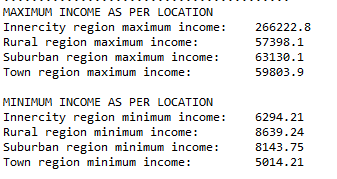 MAXIMUM INCOME AS PER LOCATION
Innercity region maximum income: 266222.8
Rural region maximum income: 57398.1
Suburban region maximum income: 63130.1
Town region maximum income: 59803.9
MINIMUM INCOME AS PER LOCATION
Innercity region minimum income: 6294.21
Rural region minimum income: 8639.24
Suburban region minimum income: 8143.75
Town region minimum income: 5014.21